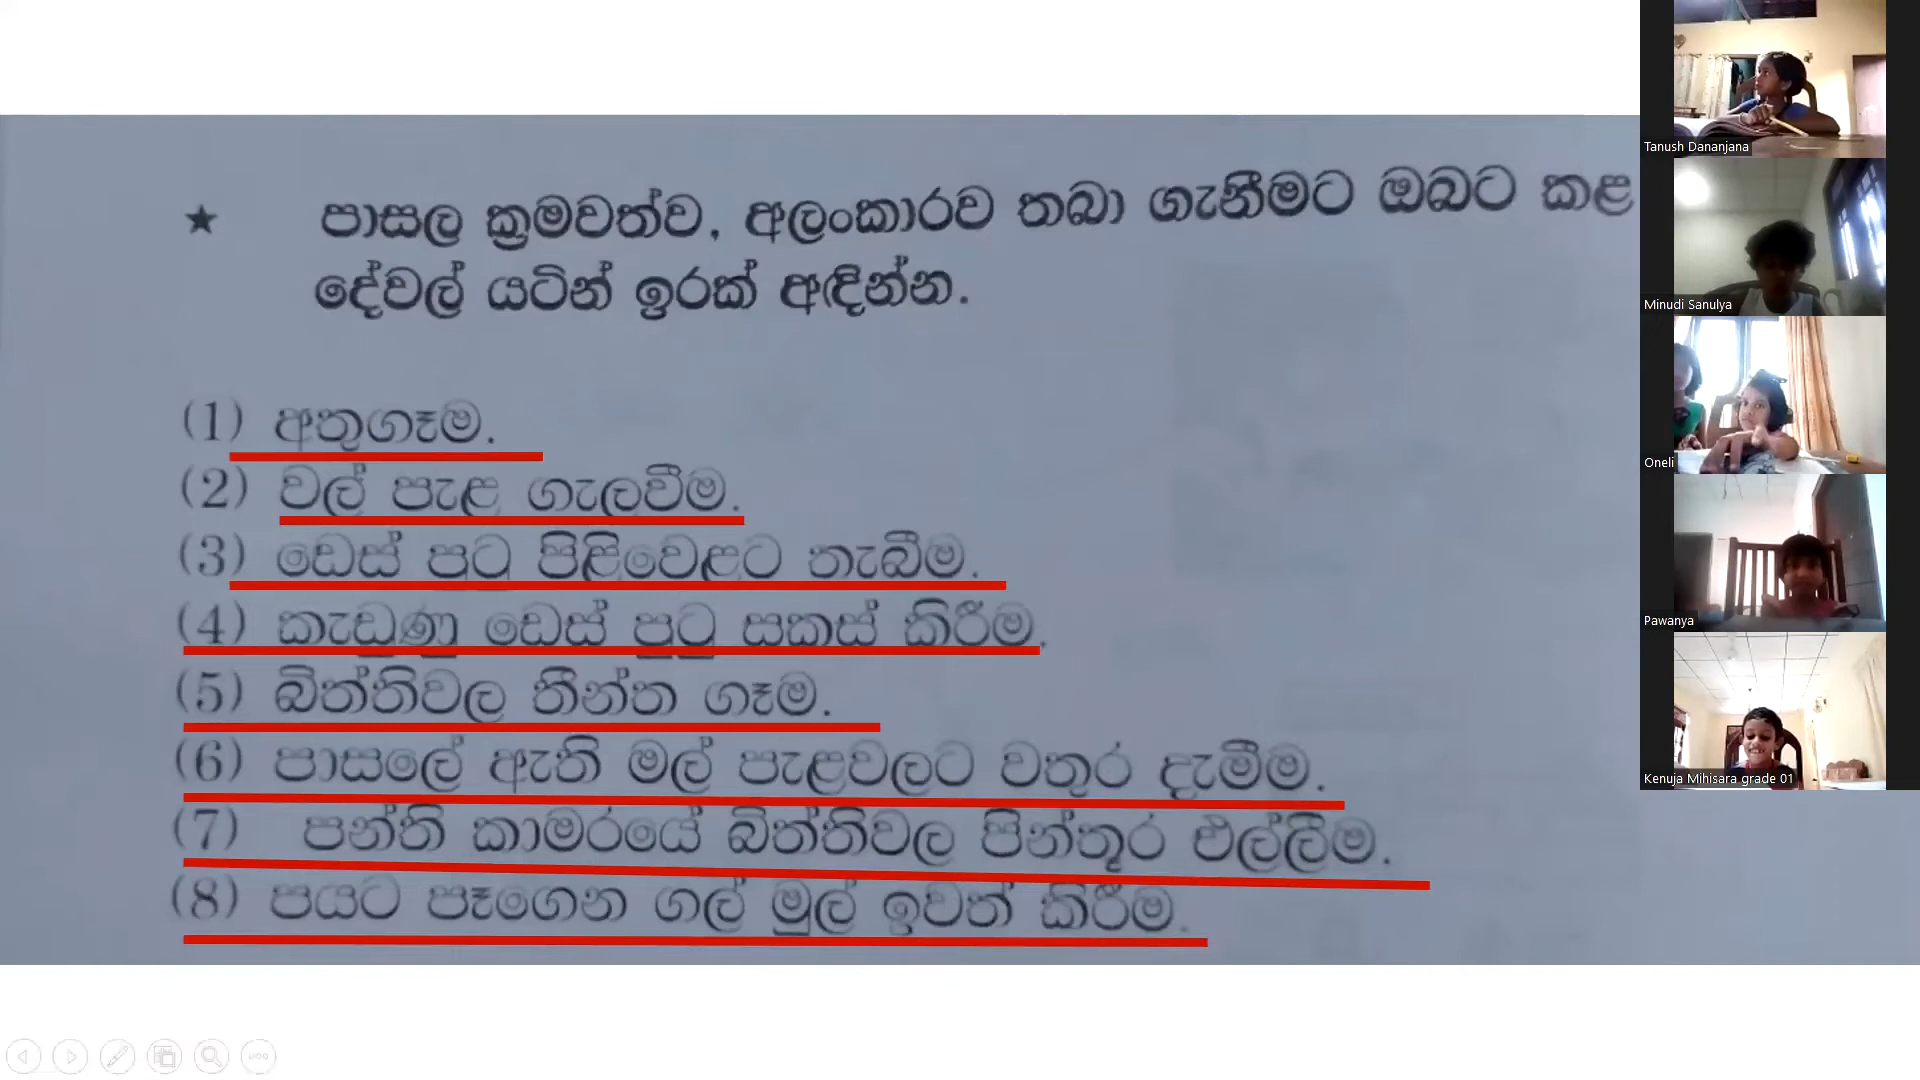 ★ පාසල ක්‍රමවත්ව, අලංකාරව තබා ගැනීමට ඔබට කළ
දේවල් යටින් ඉරක් අඳින්න.
(1) අතුගෑම.
(2) වල් පැළ ගැලවීම.
(3) ඩෙස් පුටු පිළිවෙළට තැබීම.
(4) කැඩුණු ඩෙස් පුටු සකස් කිරීම.
(5) බිත්තිවල තීන්ත ගෑම.
(6) පාසලේ ඇති මල් පැළවලට වතුර දැමීම.
(7) පන්ති කාමරයේ බිත්තිවල පින්තූර එල්ලීම.
(8) පයට පෑගෙන ගල් මුල් ඉවත් කිරීම.
Tanush Dananjana
Minudi Sanulya
Oneli
Pawanya
Kenuja Mihisara grade 01